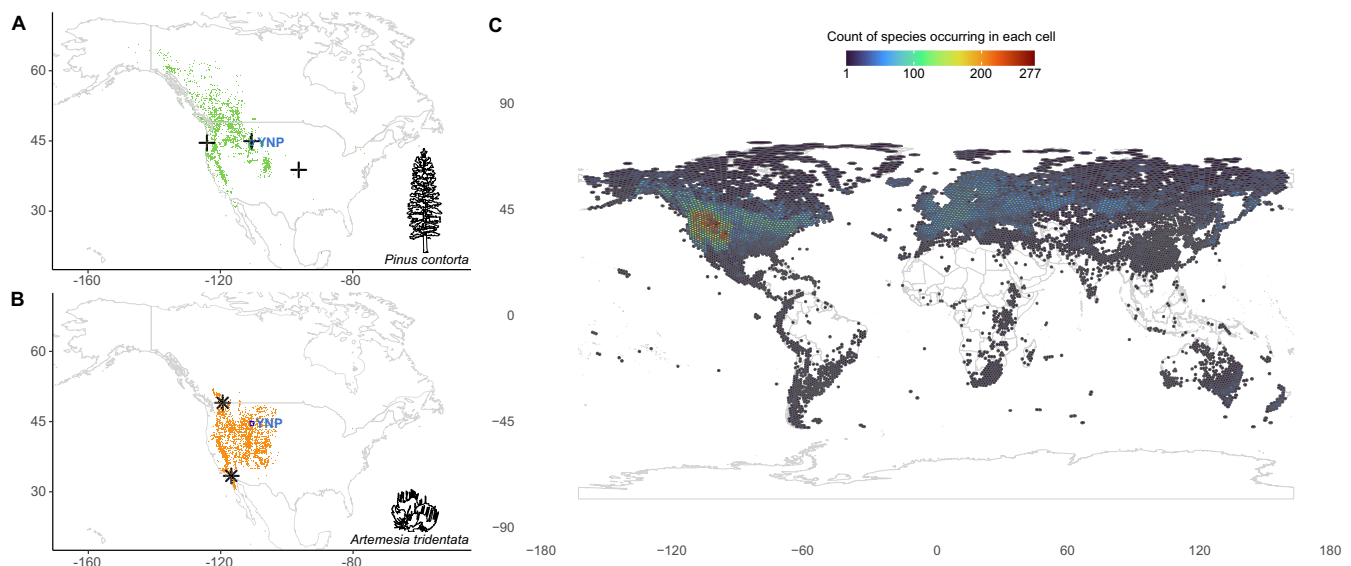 A
60
45
30
-160
-120
-80
YNP
Pinus contorta
B
60
45
30
-160
-120
-80
YNP
Artemesia tridentata
C
Count of species occurring in each cell
1 100 200 277
90
45
0
−45
−90
−180 −120 −60 0 60 120 180